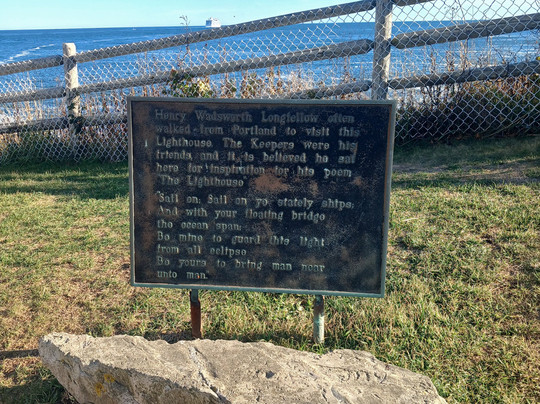 Henry Wadsworth Longfellow often
walked from Portland to visit this
Lighthouse. The Keepers were his
friends, and it is believed he sat
here for inspiration for his poem
"The Lighthouse"
"Sail on; Sail on ye stately ships;
And with your floating bridge
the ocean span;
Be mine to guard this light
from all eclipse
Be yours to bring man near
unto man."